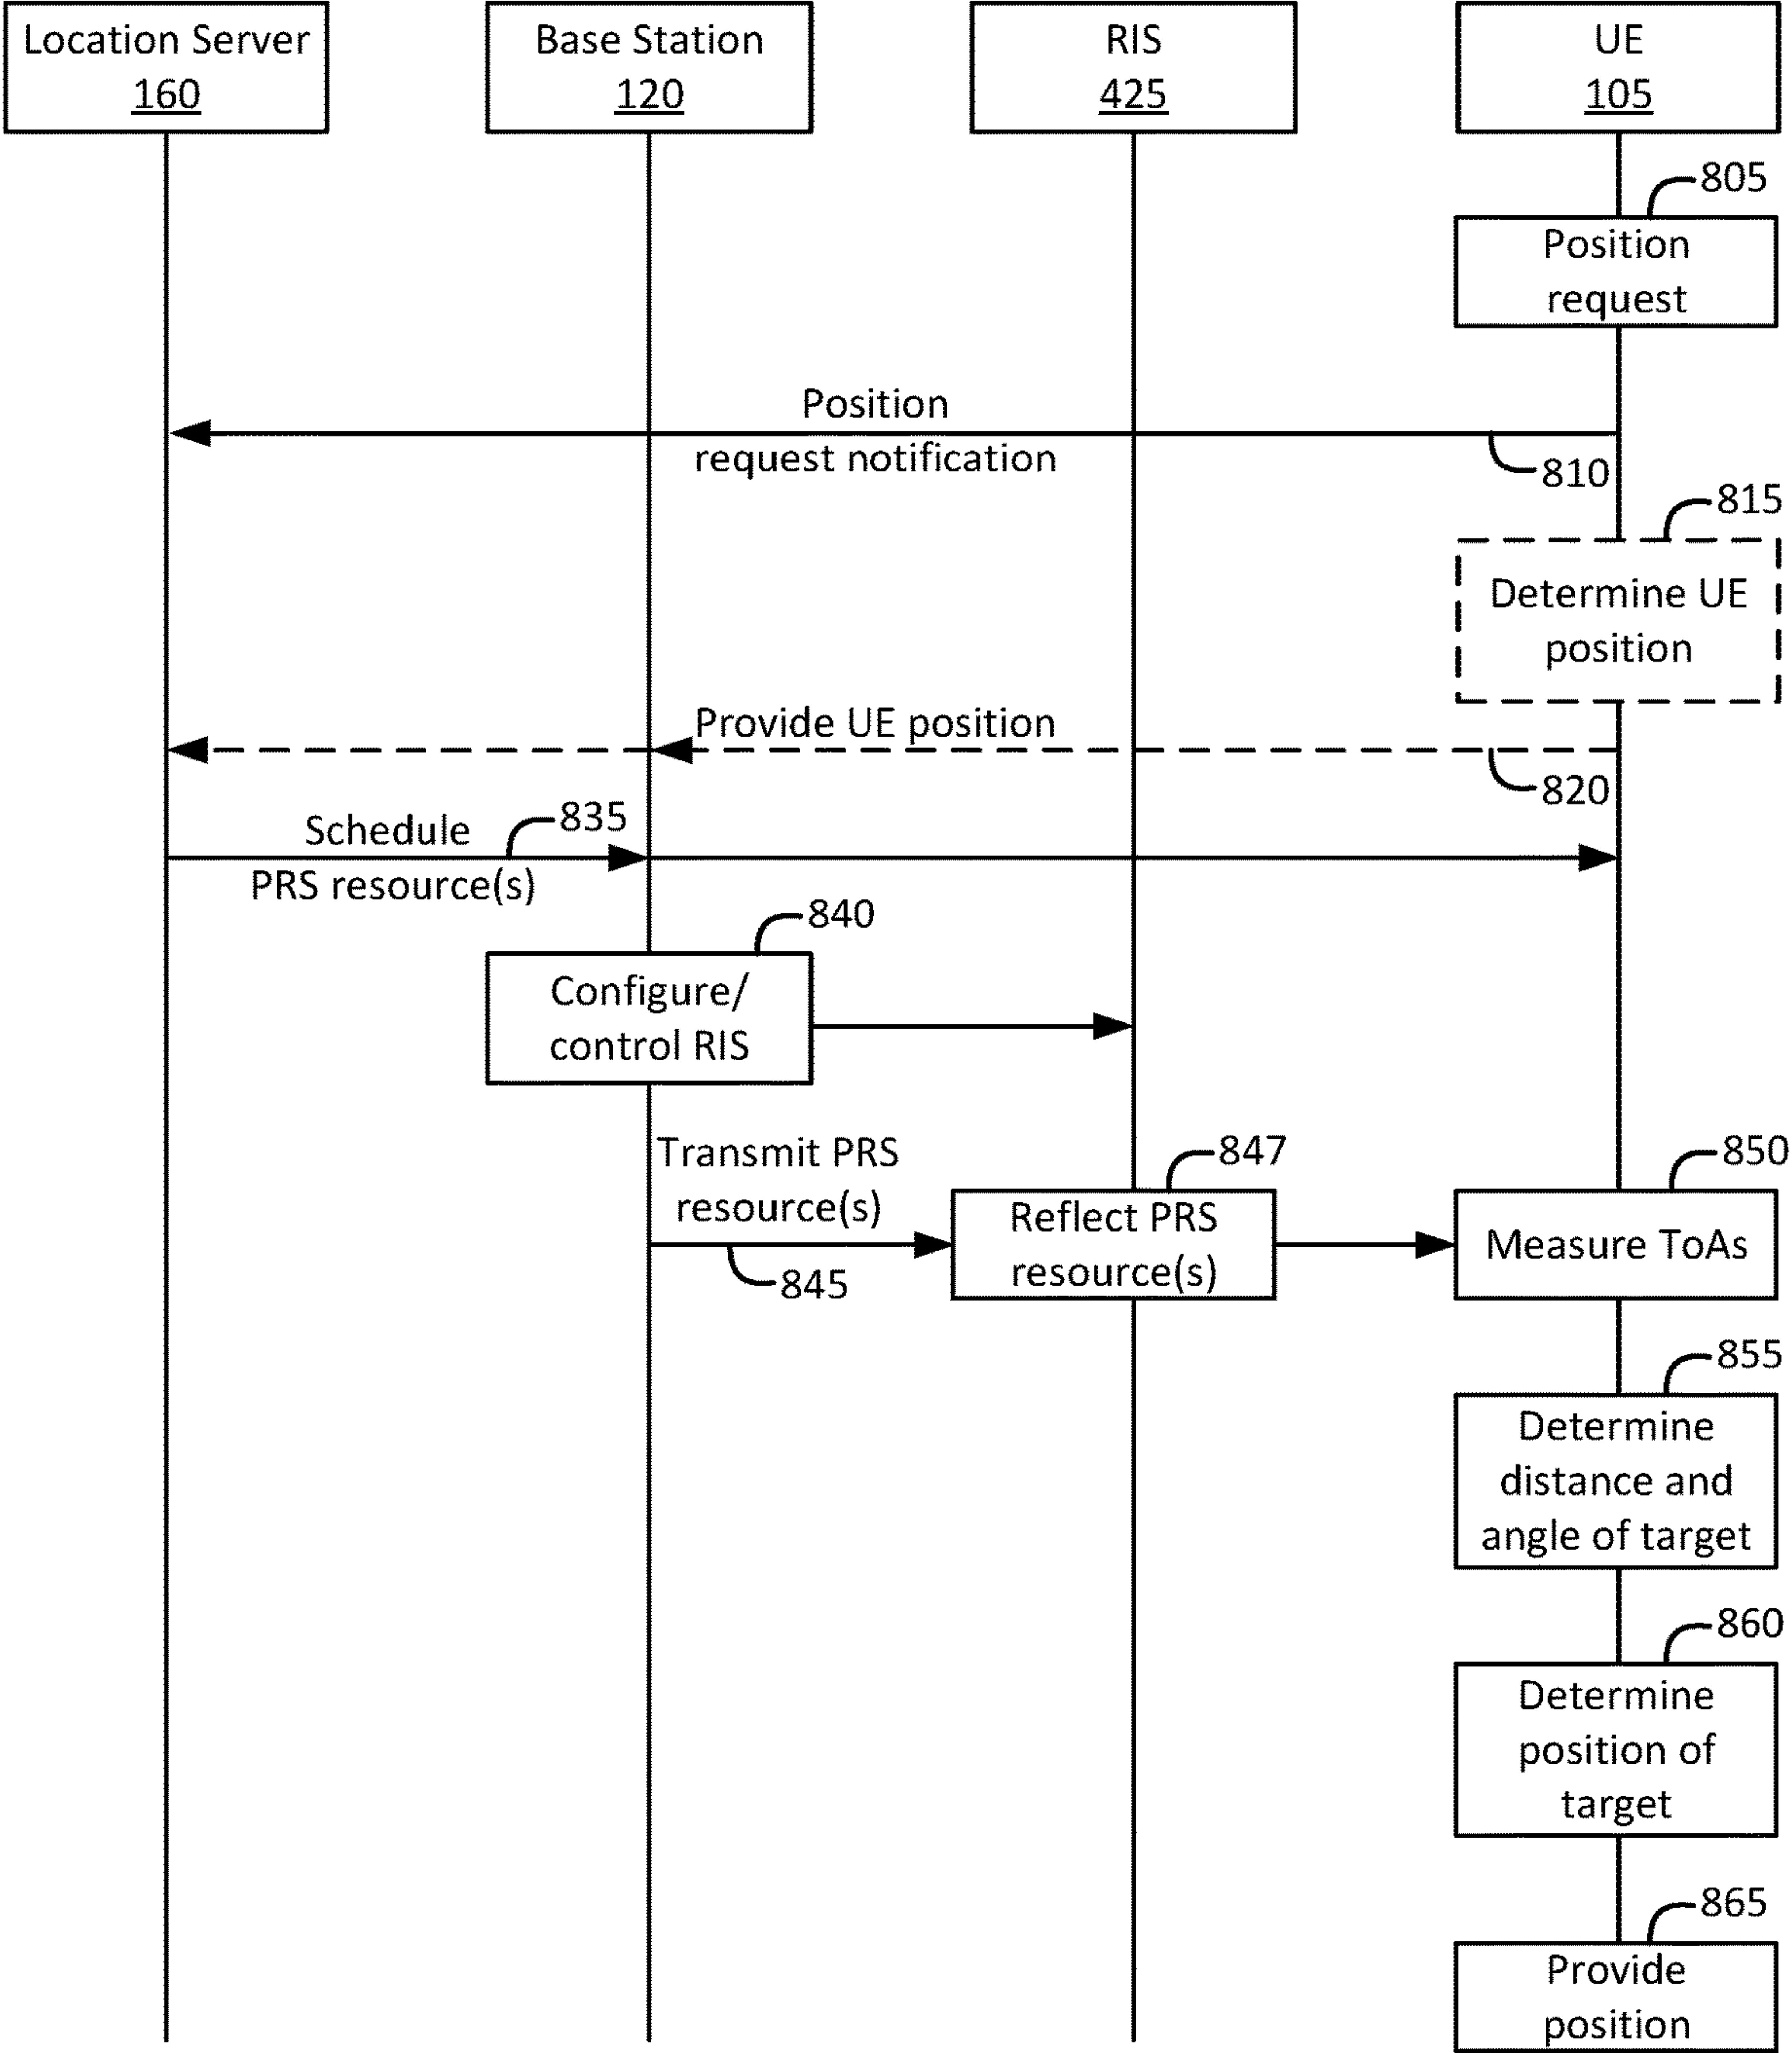 Location Server
160
Base Station
120
RIS
425
UE
105
805
Position
request
Position
request notification
810
815
Determine UE
position
Provide UE position
820
Schedule
PRS resource(s)
835
840
Configure/
control RIS
Transmit PRS
resource(s)
845
847
Reflect PRS
resource(s)
850
Measure ToAs
855
Determine
distance and
angle of target
860
Determine
position of
target
865
Provide
position